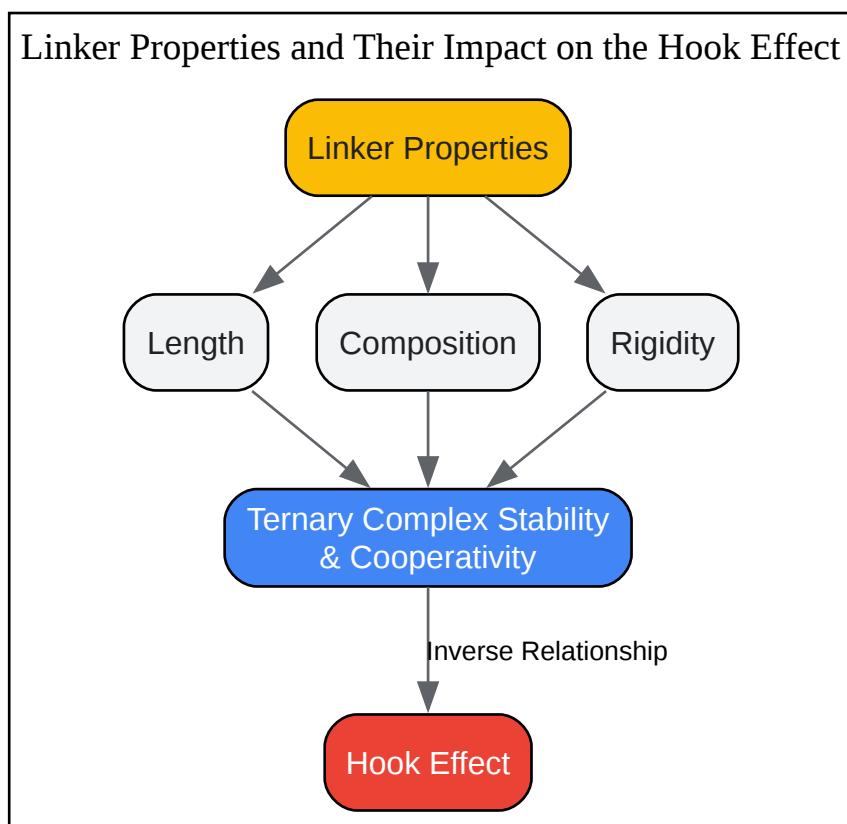 Linker Properties and Their Impact on the Hook Effect
Linker Properties
Length
Composition
Rigidity
Ternary Complex Stability
& Cooperativity
Inverse Relationship
Hook Effect